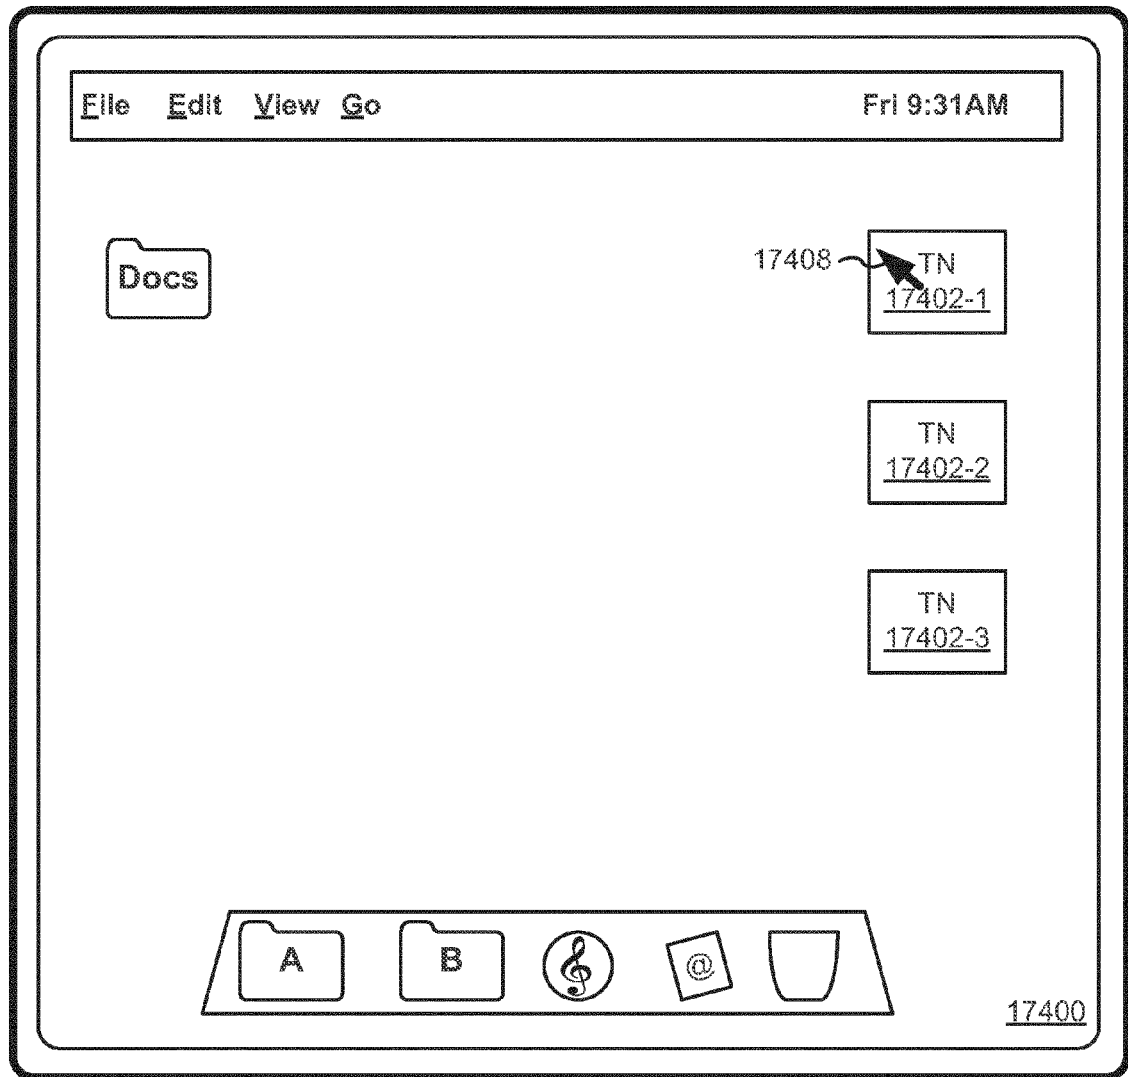 File Edit View Go Fri 9:31AM
Docs
17408
TN
17402-1
TN
17402-2
TN
17402-3
A B @
17400